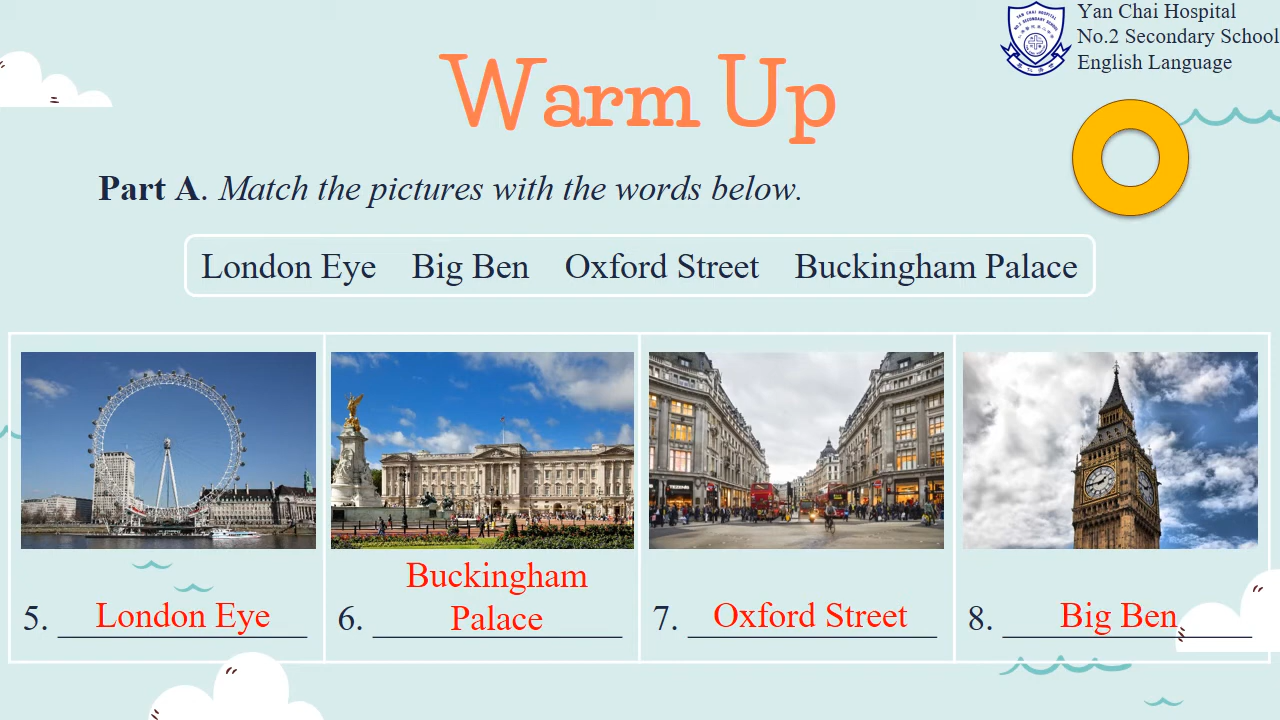 Yan Chai Hospital
No.2 Secondary School
English Language
Warm Up
Part A. Match the pictures with the words below.
London Eye Big Ben Oxford Street Buckingham Palace
5. London Eye
6. Buckingham
Palace
7. Oxford Street
8. Big Ben